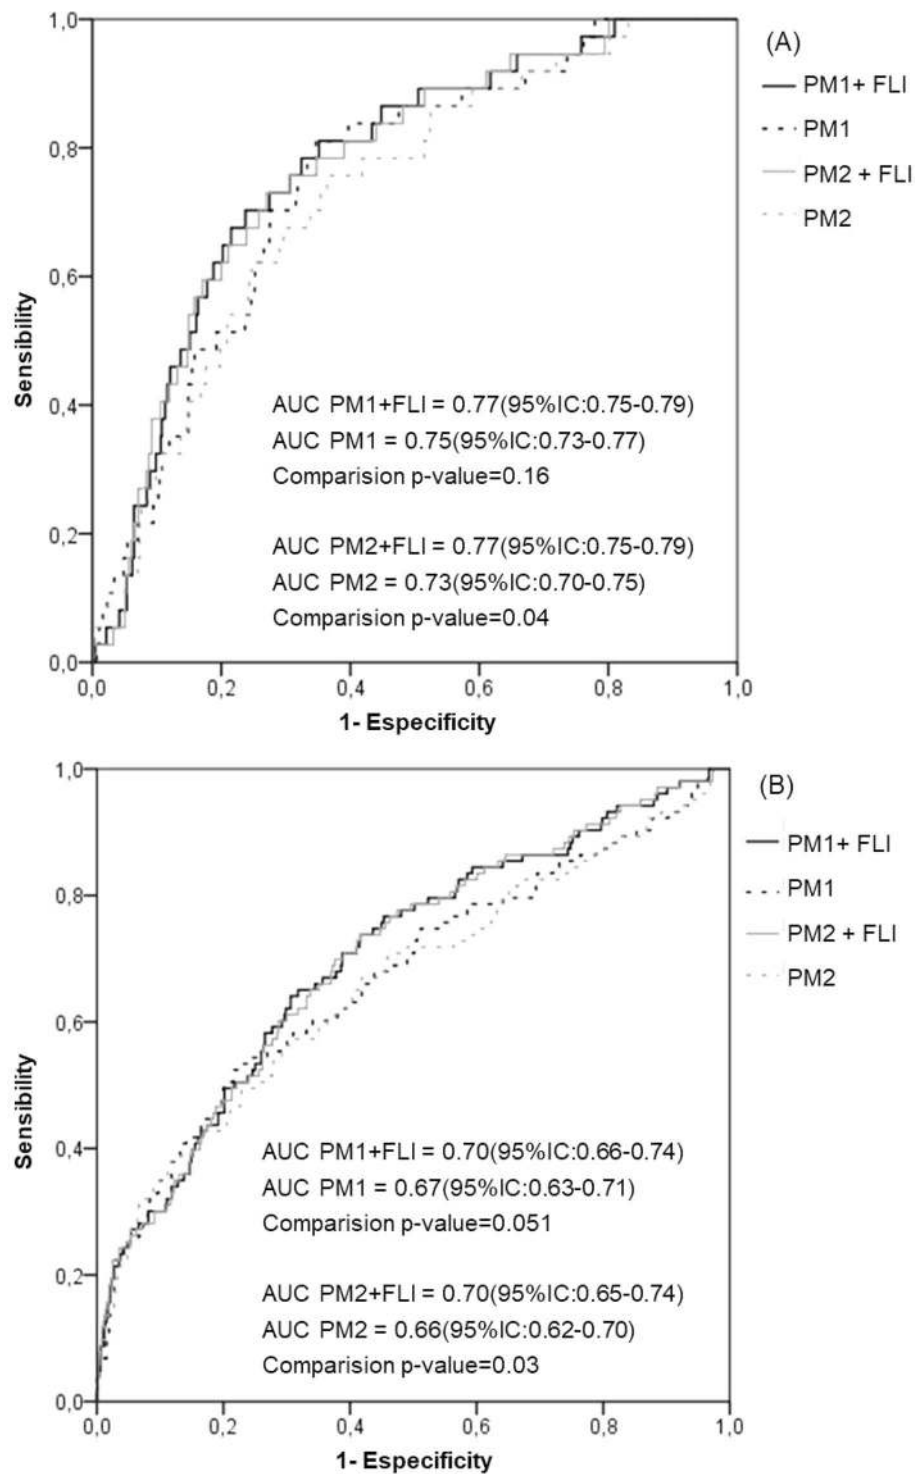 (A)
PM1+ FLI
PM1
PM2 + FLI
PM2
1,0
0,8
0,6
0,4
0,2
0,0
Sensibility
AUC PM1+FLI = 0.77(95%IC:0.75-0.79)
AUC PM1 = 0.75(95%IC:0.73-0.77)
Comparision p-value=0.16
AUC PM2+FLI = 0.77(95%IC:0.75-0.79)
AUC PM2 = 0.73(95%IC:0.70-0.75)
Comparision p-value=0.04
0,0 0,2 0,4 0,6 0,8 1,0
1- Especificity
(B)
PM1+ FLI
PM1
PM2 + FLI
PM2
1,0
0,8
0,6
0,4
0,2
0,0
Sensibility
AUC PM1+FLI = 0.70(95%IC:0.66-0.74)
AUC PM1 = 0.67(95%IC:0.63-0.71)
Comparision p-value=0.051
AUC PM2+FLI = 0.70(95%IC:0.65-0.74)
AUC PM2 = 0.66(95%IC:0.62-0.70)
Comparision p-value=0.03
0,0 0,2 0,4 0,6 0,8 1,0
1- Especificity